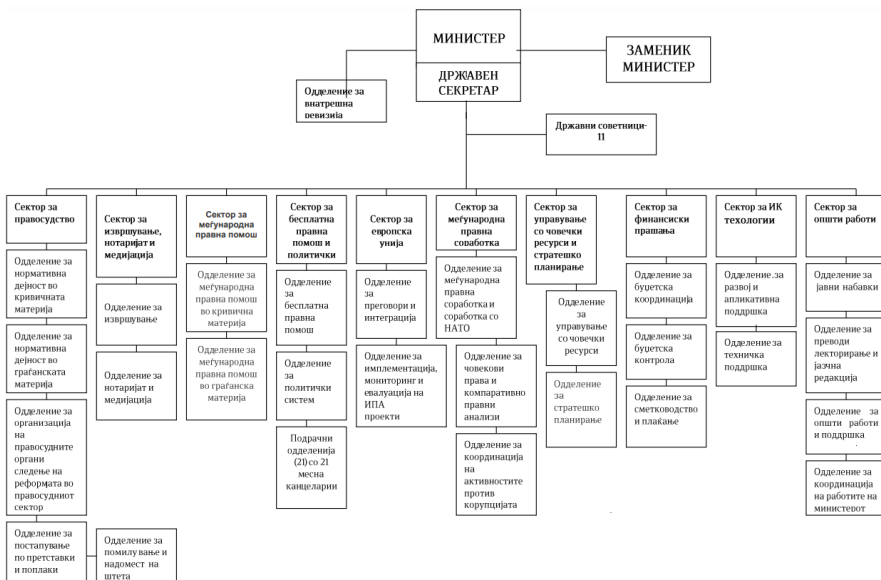 МИНИСТЕР
ДРЖАВЕН
СЕКРЕТАР
ЗАМЕНИК
МИНИСТЕР
Одделение за
внатрешна
ревизија
Државни советници-
11
Сектор за
правосудство
Одделение за
нормативна
дејност во
кривичната
материја
Одделение за
нормативна
дејност во
граѓанската
материја
Одделение за
организација
на
правосудните
органи
следење на
реформата во
правосудниот
сектор
Одделение за
постапување
по претставки
и поплаки
Одделение за
помилување и
надомест на
штета
Сектор за
извршување,
нотаријат и
медијација
Одделение за
извршување
Одделение за
нотаријат и
медијација
Сектор за
меѓународна
правна помош
Одделение за
меѓународна
правна помош
во кривична
материја
Одделение за
меѓународна
правна помош
во граѓанска
материја
Сектор за
бесплатна
правна
помош и
политички
Одделение
за
бесплатна
правна
помош
Одделение
за
политички
систем
Подрачни
одделенија
(21) со 21
месна
канцеларии
Сектор за
европска
унија
Одделение
за
преговори и
интеграција
Одделение за
имплементација,
мониторинг и
евалуација на
ИПА
проекти
Сектор за
меѓународна
правна
соработка
Одделение за
меѓународна
правна
соработка и
соработка со
НАТО
Одделение за
човекови
права и
компаративно
правни
анализи
Одделение за
координација
на
активностите
против
корупцијата
Сектор за
управување
со човечки
ресурси и
стратешко
планирање
Одделение
за
управување
со човечки
ресурси
Одделение
за
стратешко
планирање
Сектор за
финансиски
прашања
Одделение за
буџетска
координација
Одделение за
буџетска
контрола
Одделение за
сметководство
и плаќање
Сектор за ИК
техологии
Одделение.за
развој и
апликативна
поддршка
Одделение за
техничка
поддршка
Сектор за
општи работи
Одделение за
јавни набавки
Одделение за
преводи
лекторирање и
јазчна
редакција
Одделение за
општи работи
и поддршка
Одделение за
координација
на работите на
министерот